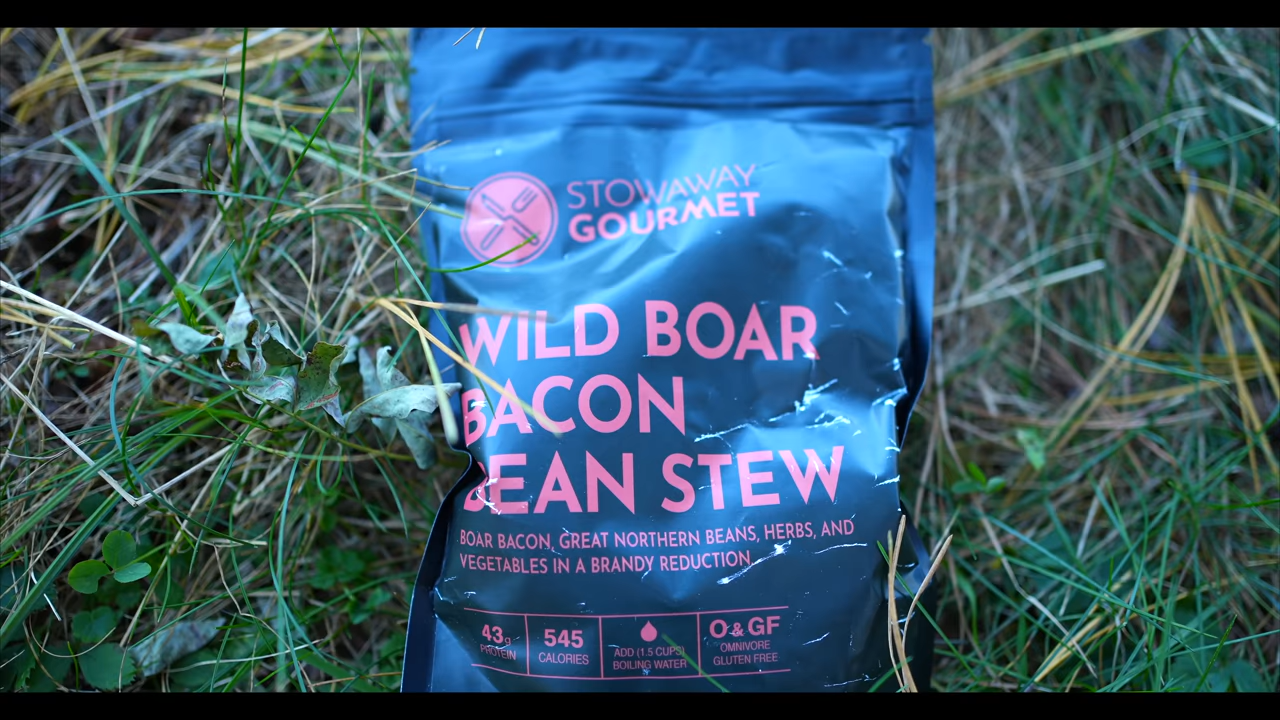 STOWAWAY
GOURMET
WILD BOAR
BACON
BEAN STEW
BOAR BACON, GREAT NORTHERN BEANS, HERBS, AND
VEGETABLES IN A BRANDY REDUCTION
43g
PROTEIN
545
CALORIES
ADD (1.5 CUPS)
BOILING WATER
O & GF
OMNIVORE
GLUTEN FREE